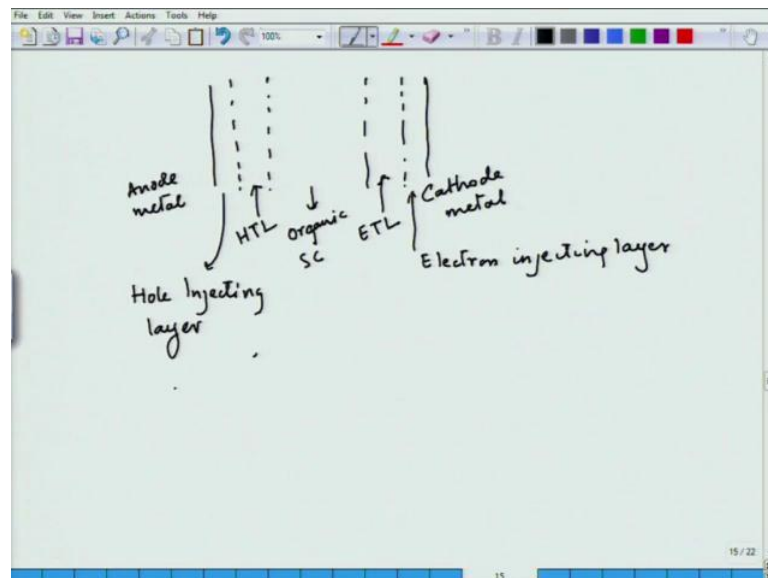 File Edit View Insert Actions Tools Help
100%
B I
Anode
metal
HTL
Organic
SC
ETL
Cathode
metal
Electron injecting layer
Hole Injecting
layer
15 / 22
15